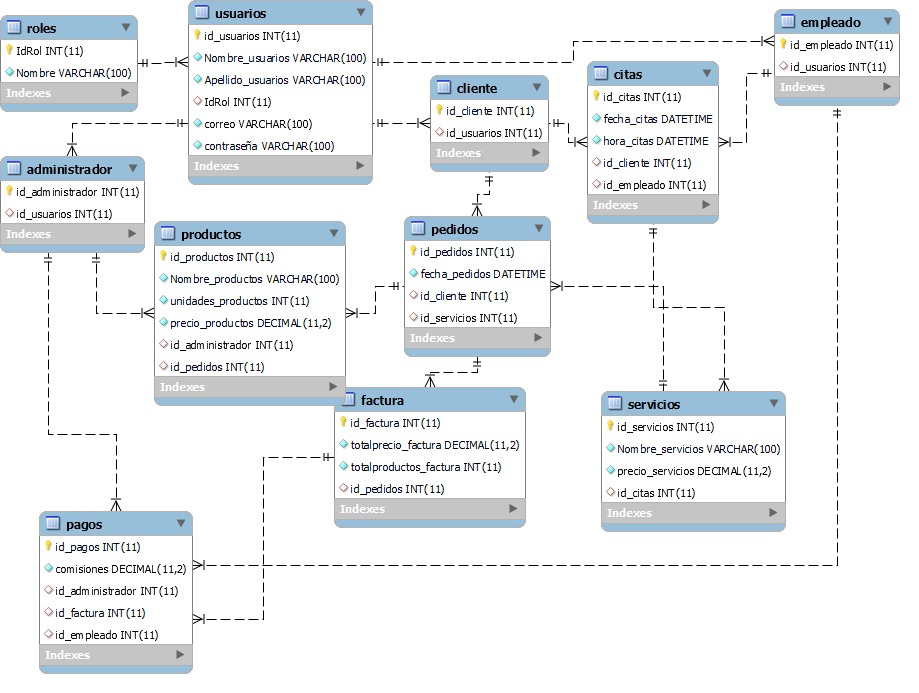 roles
IdRol INT(11)
Nombre VARCHAR(100)
Indexes
usuarios
id_usuarios INT(11)
Nombre_usuarios VARCHAR(100)
Apellido_usuarios VARCHAR(100)
IdRol INT(11)
correo VARCHAR(100)
contraseña VARCHAR(100)
Indexes
empleado
id_empleado INT(11)
id_usuarios INT(11)
Indexes
cliente
id_cliente INT(11)
id_usuarios INT(11)
Indexes
citas
id_citas INT(11)
fecha_citas DATETIME
hora_citas DATETIME
id_cliente INT(11)
id_empleado INT(11)
Indexes
administrador
id_administrador INT(11)
id_usuarios INT(11)
Indexes
productos
id_productos INT(11)
Nombre_productos VARCHAR(100)
unidades_productos INT(11)
precio_productos DECIMAL(11,2)
id_administrador INT(11)
id_pedidos INT(11)
Indexes
pedidos
id_pedidos INT(11)
fecha_pedidos DATETIME
id_cliente INT(11)
id_servicios INT(11)
Indexes
factura
id_factura INT(11)
totalprecio_factura DECIMAL(11,2)
totalproductos_factura INT(11)
id_pedidos INT(11)
Indexes
servicios
id_servicios INT(11)
Nombre_servicios VARCHAR(100)
precio_servicios DECIMAL(11,2)
id_citas INT(11)
Indexes
pagos
id_pagos INT(11)
comisiones DECIMAL(11,2)
id_administrador INT(11)
id_factura INT(11)
id_empleado INT(11)
Indexes